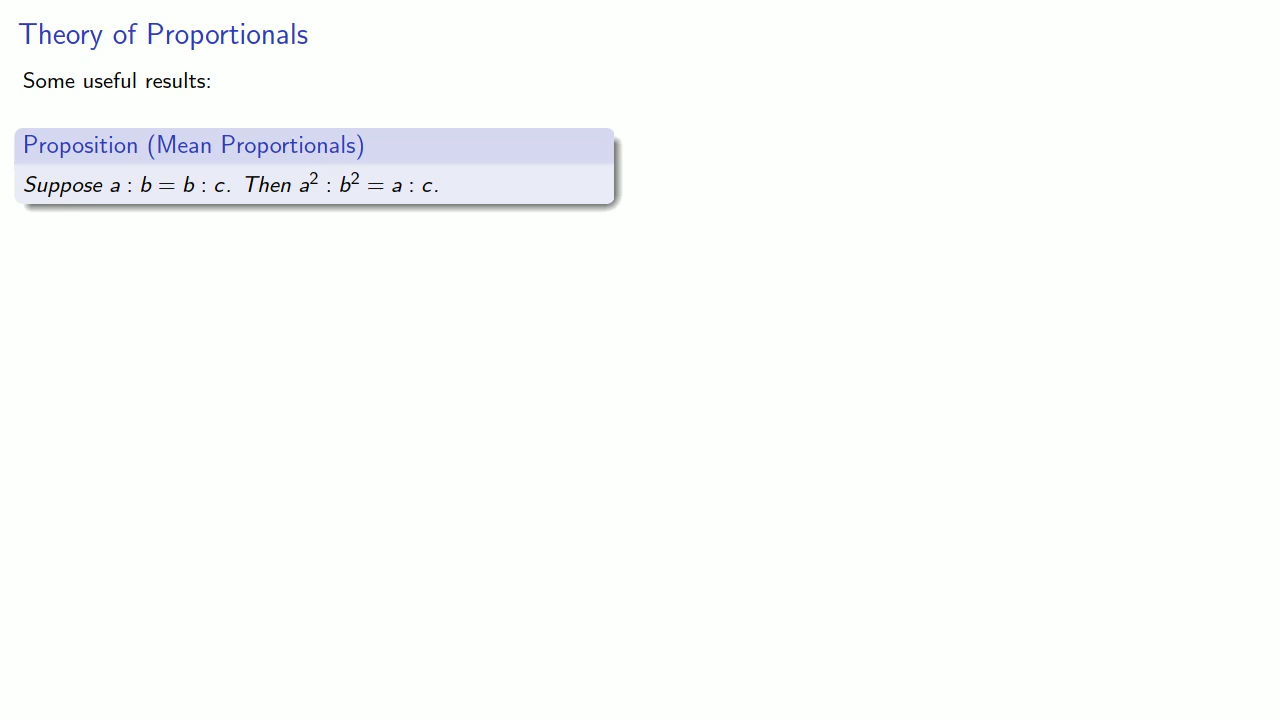 Theory of Proportionals
Some useful results:
Proposition (Mean Proportionals)
Suppose a : b = b : c. Then a² : b² = a : c.